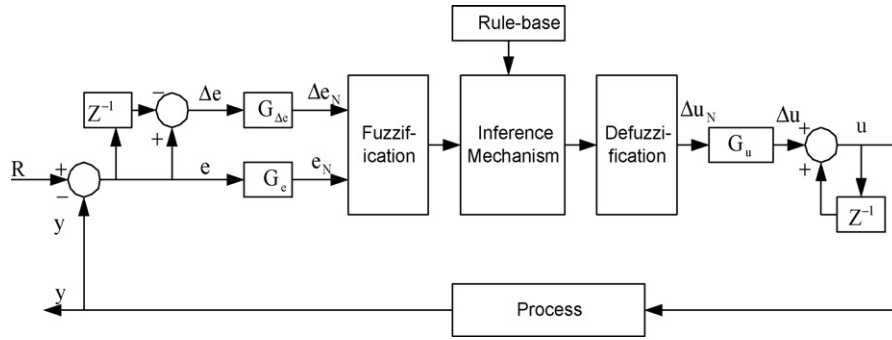 Rule-base
Z⁻¹
−
+
Δe
G_Δe
Δe_N
Fuzzif-
ication
Inference
Mechanism
Defuzzi-
fication
Δu_N
G_u
Δu
+
+
u
Z⁻¹
R
+
−
e
G_e
e_N
y
y
Process